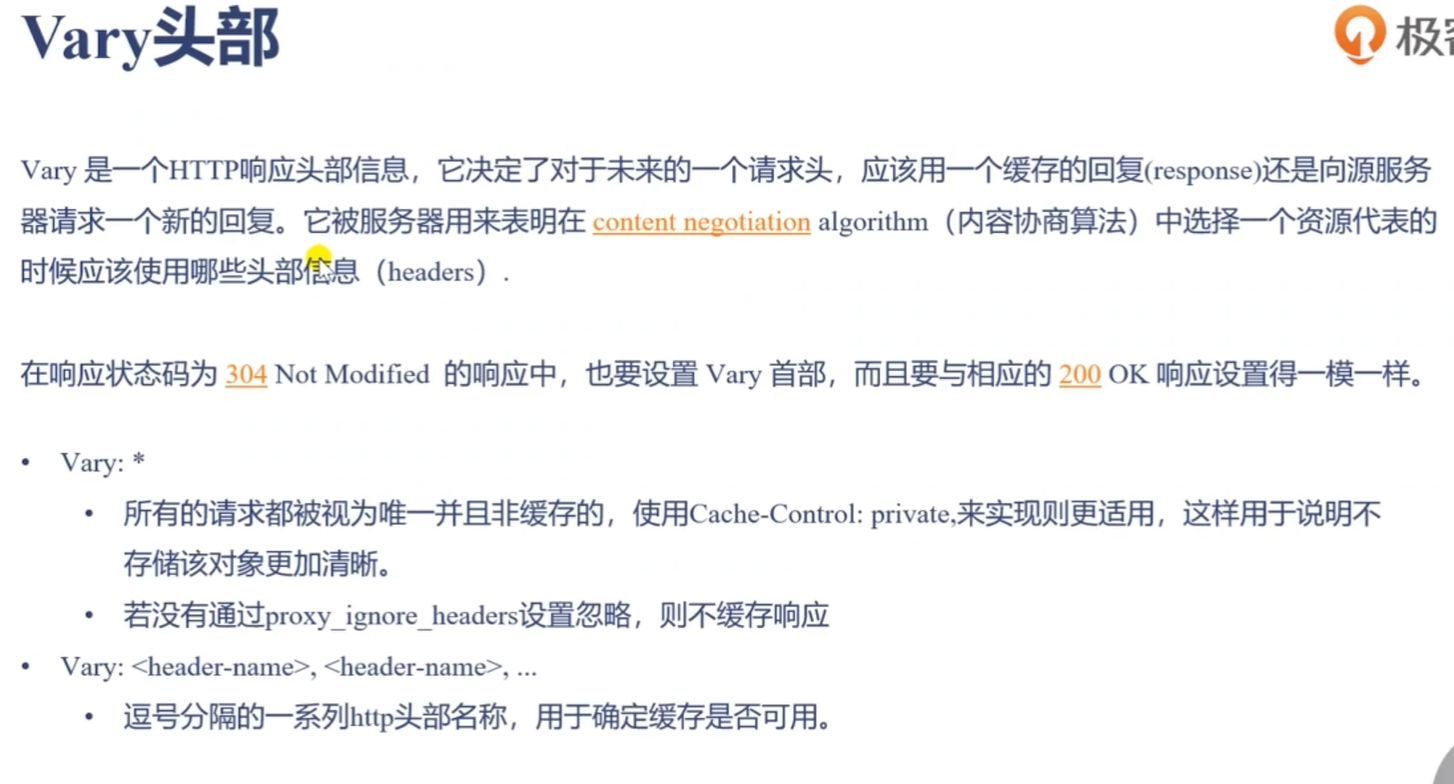 Vary头部
极客
Vary 是一个HTTP响应头部信息，它决定了对于未来的一个请求头，应该用一个缓存的回复(response)还是向源服务
器请求一个新的回复。它被服务器用来表明在 content negotiation algorithm（内容协商算法）中选择一个资源代表的
时候应该使用哪些头部信息（headers）.
在响应状态码为 304 Not Modified 的响应中，也要设置 Vary 首部，而且要与相应的 200 OK 响应设置得一模一样。
• Vary: *
• 所有的请求都被视为唯一并且非缓存的，使用Cache-Control: private,来实现则更适用，这样用于说明不
存储该对象更加清晰。
• 若没有通过proxy_ignore_headers设置忽略，则不缓存响应
• Vary: <header-name>, <header-name>, ...
• 逗号分隔的一系列http头部名称，用于确定缓存是否可用。